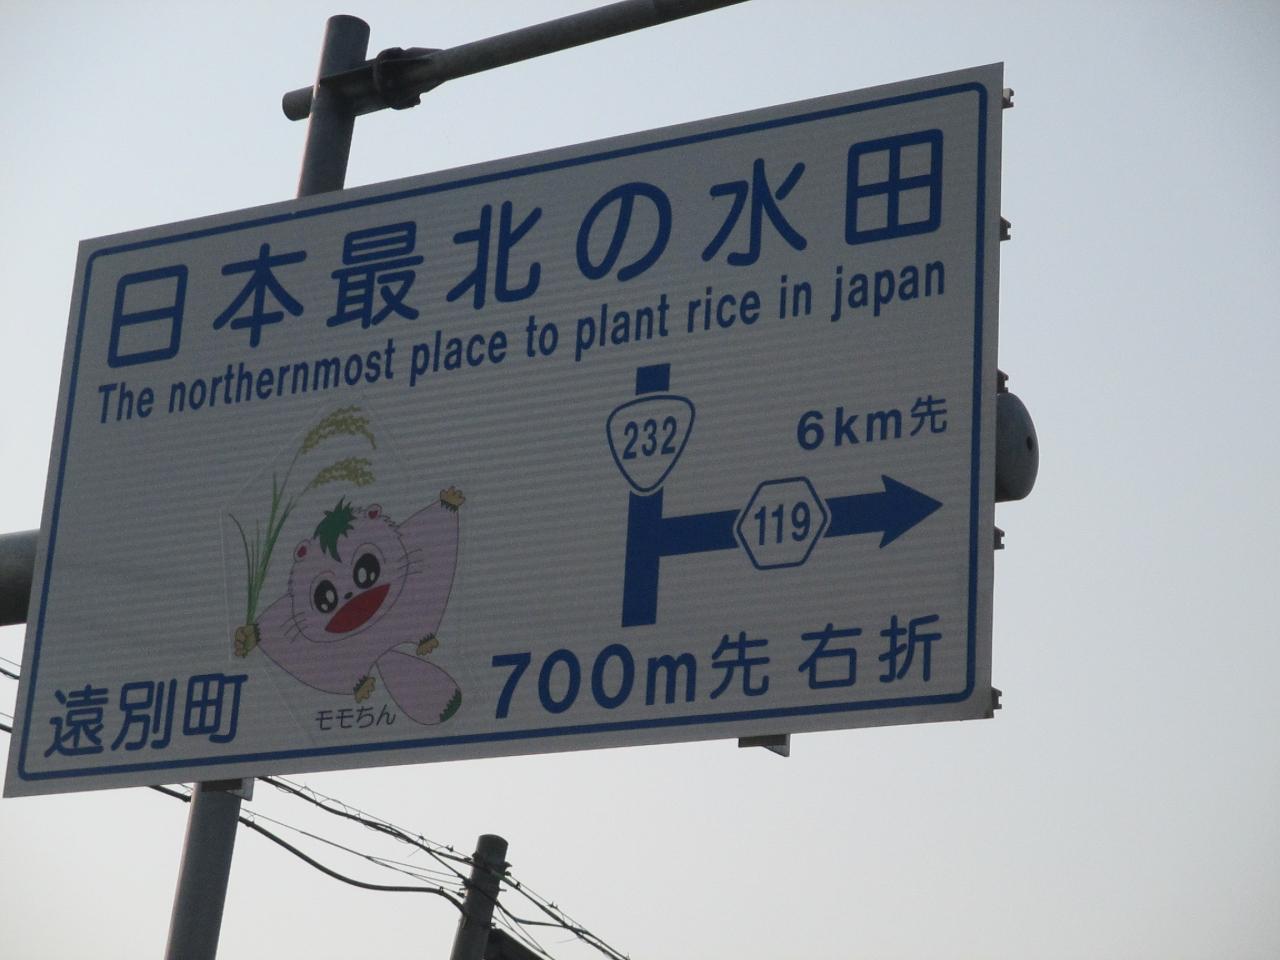 日本最北の水田
The northernmost place to plant rice in japan
232
6km先
119
700m先 右折
モモちん
遠別町